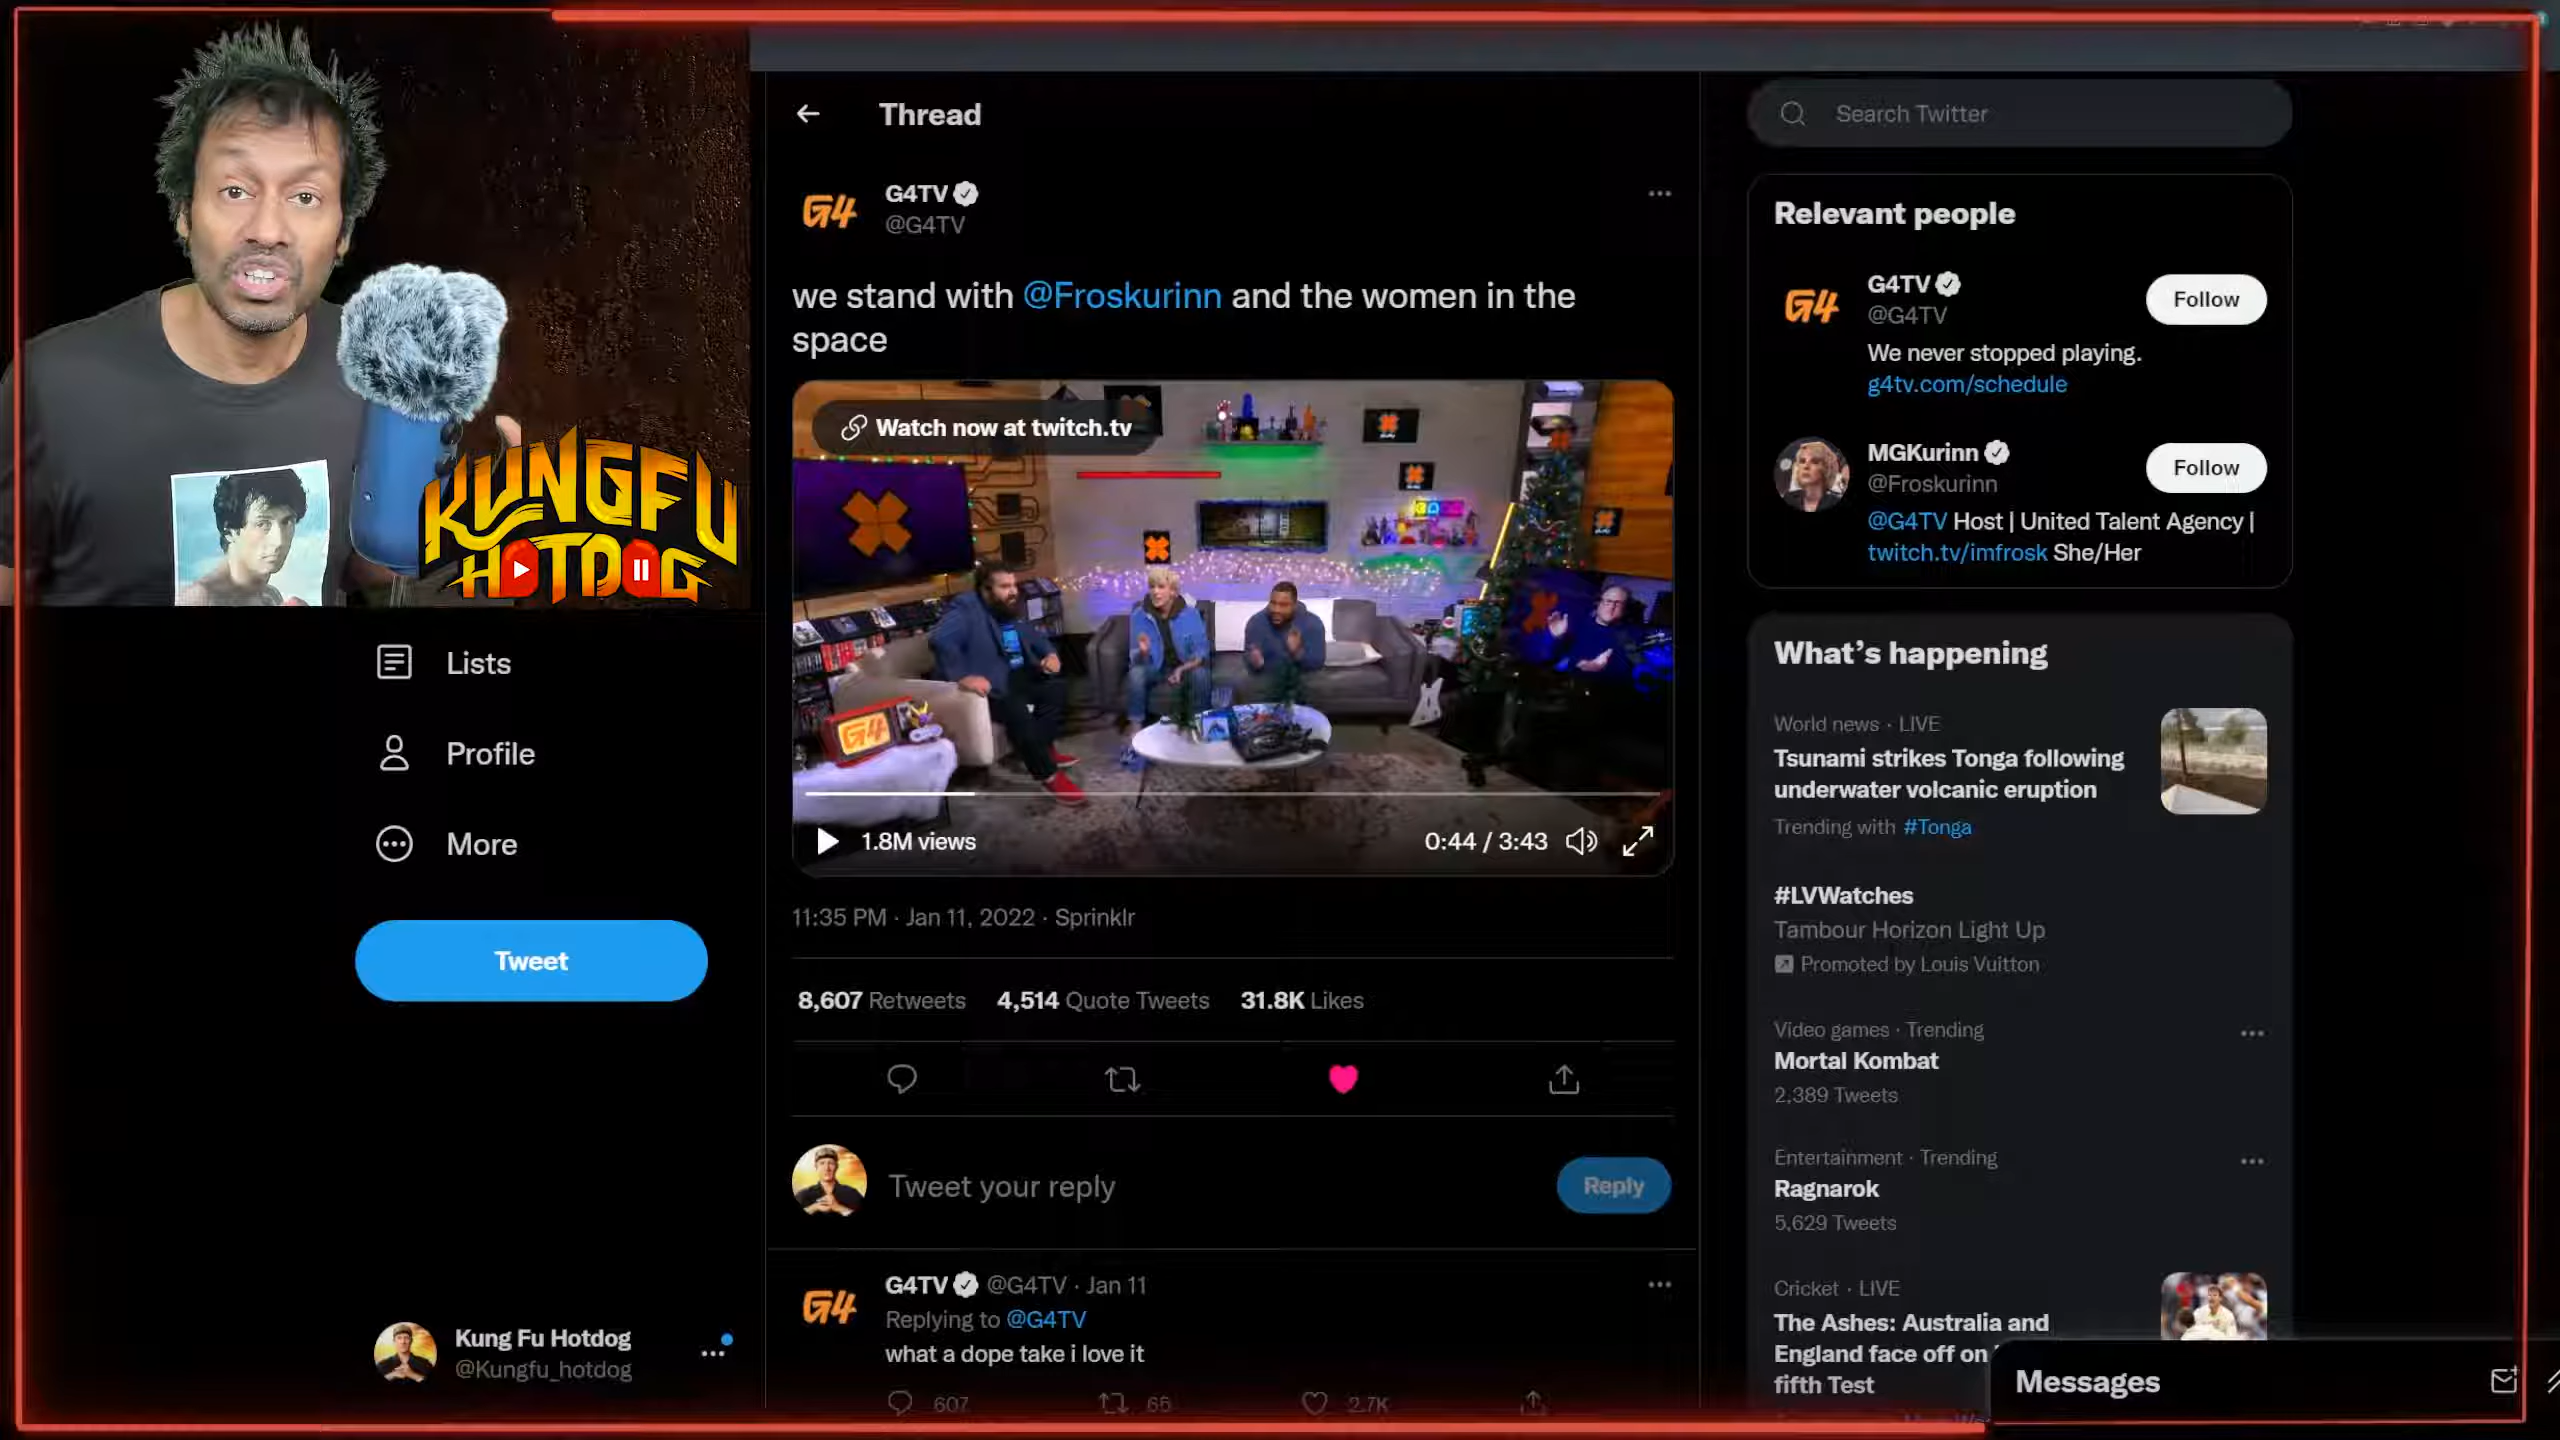 KUNGFU
HOTDOG
Lists
Profile
More
Tweet
Kung Fu Hotdog
@Kungfu_hotdog
Thread
G4
G4TV
@G4TV
we stand with @Froskurinn and the women in the
space
Watch now at twitch.tv
G4
1.8M views
0:44 / 3:43
11:35 PM · Jan 11, 2022 · Sprinklr
8,607 Retweets 4,514 Quote Tweets 31.8K Likes
Tweet your reply
Reply
G4
G4TV @G4TV · Jan 11
Replying to @G4TV
what a dope take i love it
607 65 2.7K
Search Twitter
Relevant people
G4
G4TV
@G4TV
Follow
We never stopped playing.
g4tv.com/schedule
MGKurinn
@Froskurinn
Follow
@G4TV Host | United Talent Agency |
twitch.tv/imfrosk She/Her
What's happening
World news · LIVE
Tsunami strikes Tonga following
underwater volcanic eruption
Trending with #Tonga
#LVWatches
Tambour Horizon Light Up
Promoted by Louis Vuitton
Video games · Trending
Mortal Kombat
2,389 Tweets
Entertainment · Trending
Ragnarok
5,629 Tweets
Cricket · LIVE
The Ashes: Australia and
England face off on
fifth Test
Messages